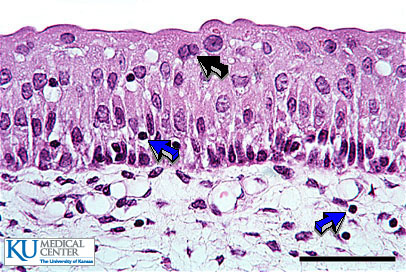 KU MEDICAL
CENTER
The University of Kansas